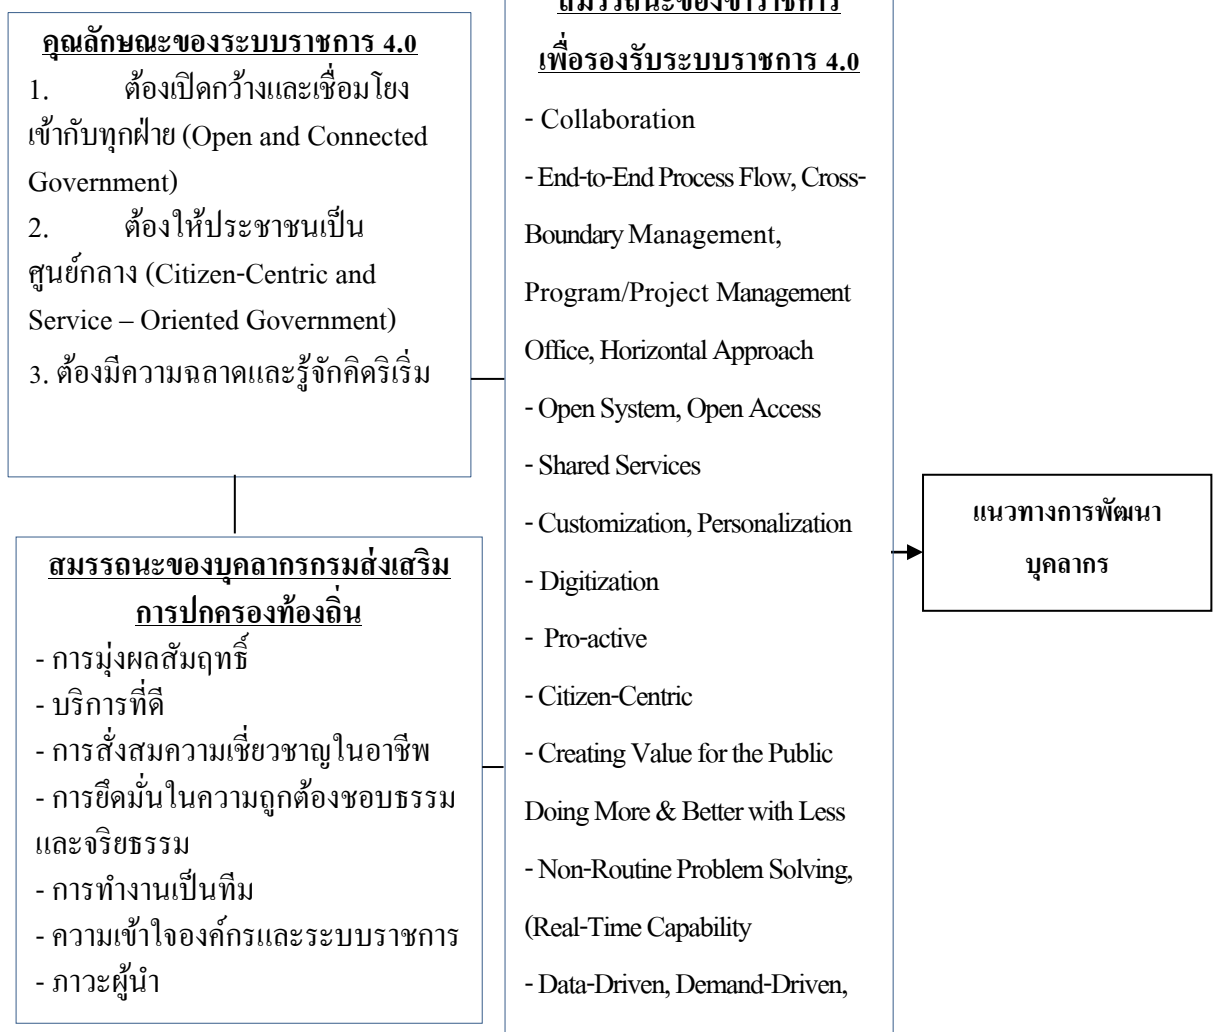 คุณลักษณะของระบบราชการ 4.0
1. ต้องเปิดกว้างและเชื่อมโยง
เข้ากับทุกฝ่าย (Open and Connected
Government)
2. ต้องให้ประชาชนเป็น
ศูนย์กลาง (Citizen-Centric and
Service – Oriented Government)
3. ต้องมีความฉลาดและรู้จักคิดริเริ่ม
สมรรถนะของบุคลากรกรมส่งเสริม
การปกครองท้องถิ่น
- การมุ่งผลสัมฤทธิ์
- บริการที่ดี
- การสั่งสมความเชี่ยวชาญในอาชีพ
- การยึดมั่นในความถูกต้องชอบธรรม
และจริยธรรม
- การทำงานเป็นทีม
- ความเข้าใจองค์กรและระบบราชการ
- ภาวะผู้นำ
สมรรถนะของข้าราชการ
เพื่อรองรับระบบราชการ 4.0
- Collaboration
- End-to-End Process Flow, Cross-
Boundary Management,
Program/Project Management
Office, Horizontal Approach
- Open System, Open Access
- Shared Services
- Customization, Personalization
- Digitization
- Pro-active
- Citizen-Centric
- Creating Value for the Public
Doing More & Better with Less
- Non-Routine Problem Solving,
(Real-Time Capability
- Data-Driven, Demand-Driven,
แนวทางการพัฒนา
บุคลากร